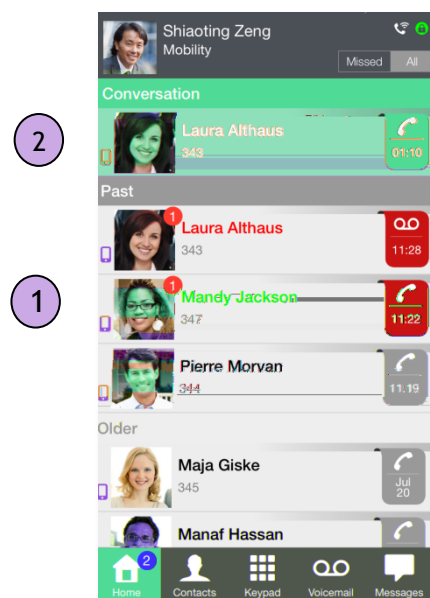 Shiaoting Zeng
Mobility
Missed All
Conversation
2
Laura Althaus
343
01:10
Past
1
Laura Althaus
343
11:28
1
1
Mandy Jackson
347
11:22
Pierre Morvan
344
11:19
Older
Maja Giske
345
Jul
20
Manaf Hassan
2
Home Contacts Keypad Voicemail Messages